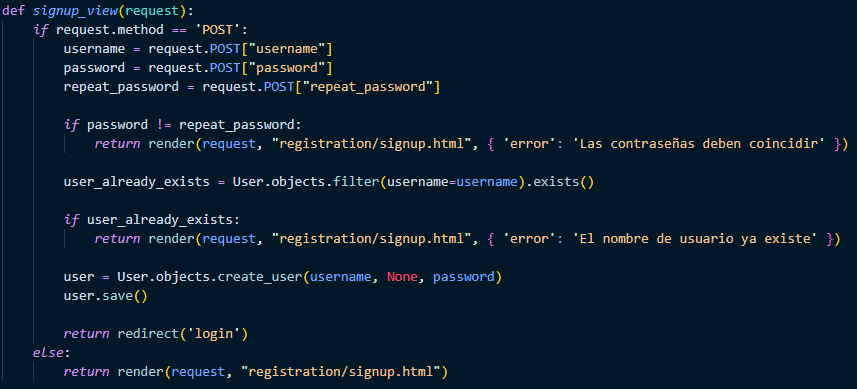 def signup_view(request):
    if request.method == 'POST':
        username = request.POST["username"]
        password = request.POST["password"]
        repeat_password = request.POST["repeat_password"]

        if password != repeat_password:
            return render(request, "registration/signup.html", { 'error': 'Las contraseñas deben coincidir' })

        user_already_exists = User.objects.filter(username=username).exists()

        if user_already_exists:
            return render(request, "registration/signup.html", { 'error': 'El nombre de usuario ya existe' })

        user = User.objects.create_user(username, None, password)
        user.save()

        return redirect('login')
    else:
        return render(request, "registration/signup.html")